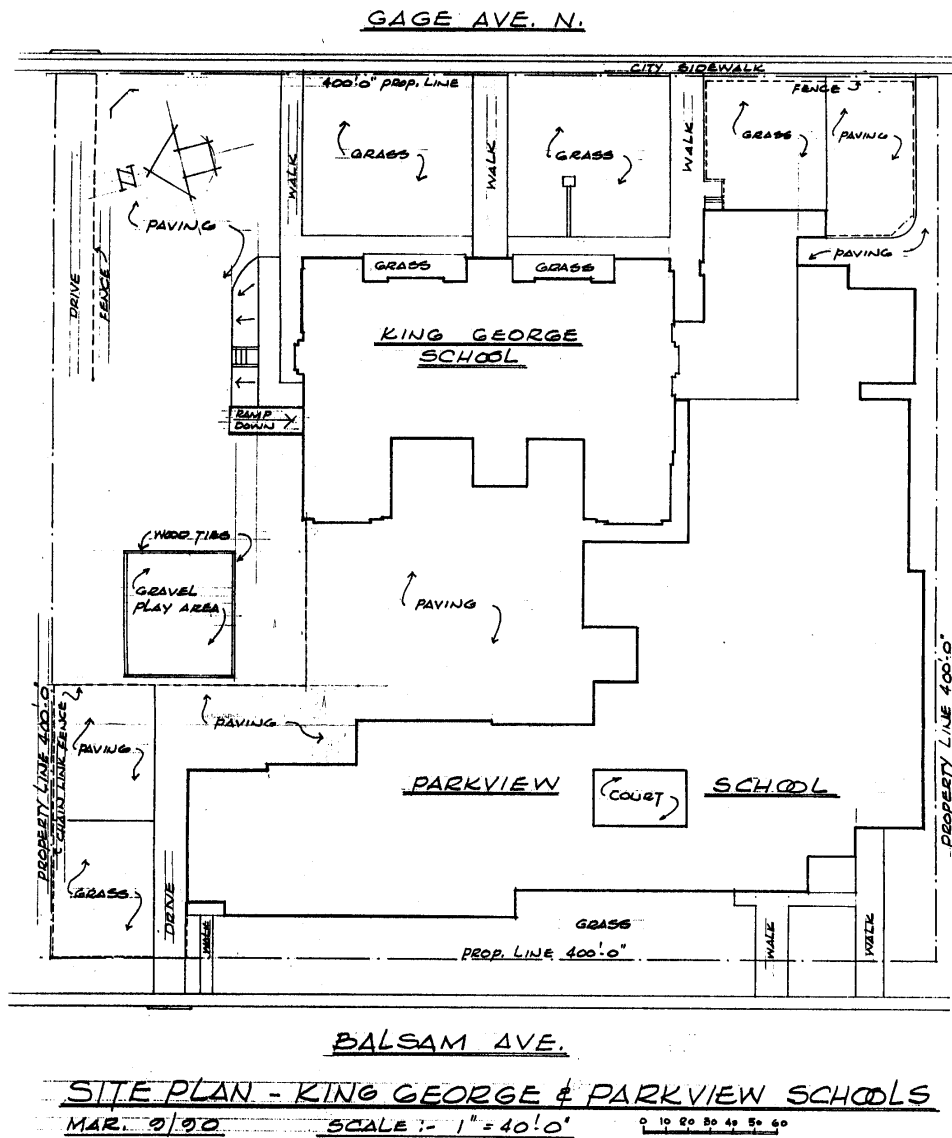 GAGE AVE. N.
CITY SIDEWALK
400'0" PROP. LINE
FENCE
GRASS
GRASS
GRASS
PAVING
WALK
WALK
WALK
PAVING
PAVING
DRIVE
FENCE
GRASS
GRASS
KING GEORGE
SCHOOL
RAMP
DOWN
WOOD TIES
GRAVEL
PLAY AREA
PAVING
PROPERTY LINE 400'0"
CHAIN LINK FENCE
PAVING
PAVING
PROPERTY LINE 400'0"
PARKVIEW SCHOOL
COURT
GRASS
DRIVE
WALK
GRASS
PROP. LINE 400'0"
WALK
WALK
BALSAM AVE.
SITE PLAN - KING GEORGE & PARKVIEW SCHOOLS
MAR. 9/90 SCALE :- 1" = 40'0" 0 10 20 30 40 50 60